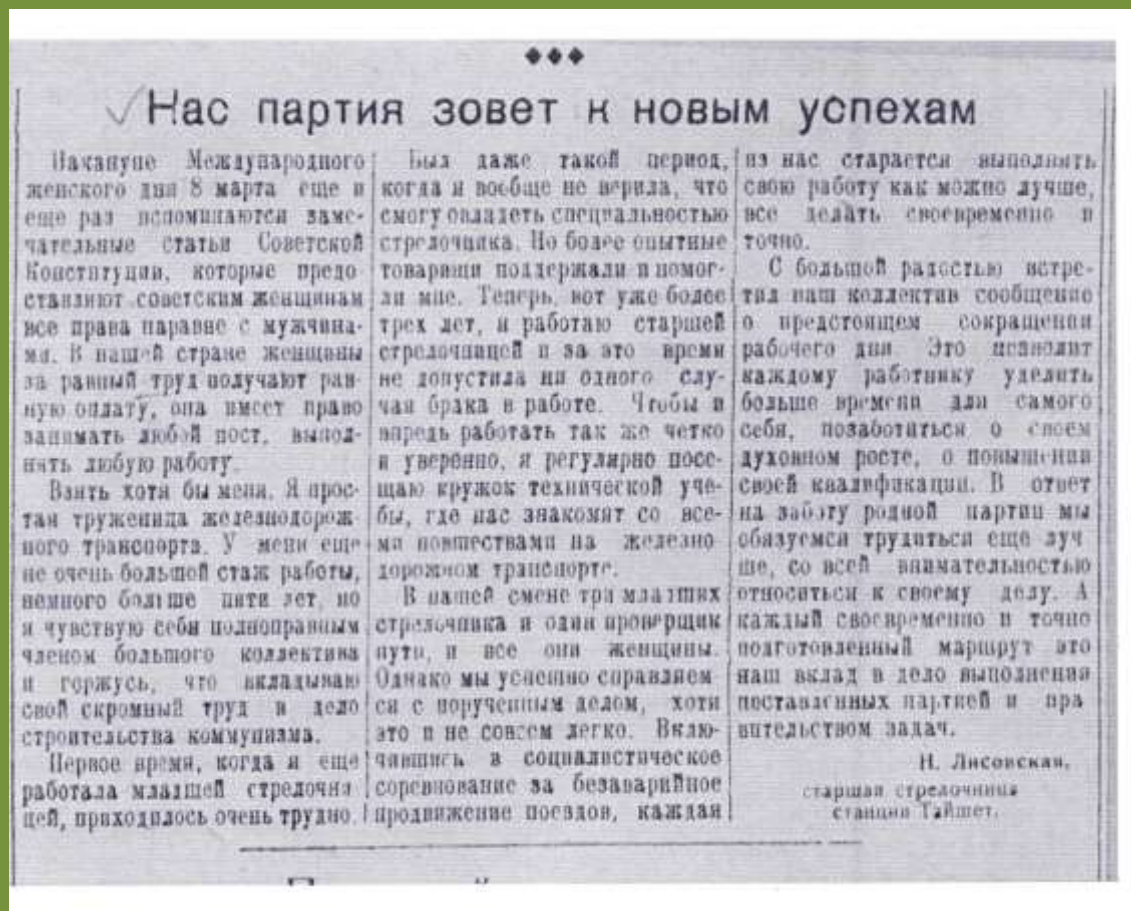 Нас партия зовет к новым успехам
Накануне Международного
женского дня 8 марта еще и
еще раз вспоминаются заме-
чательные статьи Советской
Конституции, которые предо
ставляют советским женщинам
все права наравне с мужчина-
ми. В нашей стране женщины
за равный труд получают рав-
ную оплату, она имеет право
занимать любой пост, выпол-
нять любую работу.
Взять хотя бы меня. Я прос-
тая труженица железнодорож
ного транспорта. У меня еще
не очень большой стаж работы,
немного больше пяти лет, но
я чувствую себя полноправным
членом большого коллектива
и горжусь, что вкладываю
свой скромный труд в дело
строительства коммунизма.
Первое время, когда я еще
работала младшей стрелочни
цей, приходилось очень трудно.
Был даже такой период,
когда я вообще не верила, что
смогу овладеть специальностью
стрелочника. Но более опытные
товарищи поддержали и помог-
ли мне. Теперь, вот уже более
трех лет, я работаю старшей
стрелочницей и за это время
не допустила ни одного слу-
чая брака в работе. Чтобы и
впредь работать так же четко
и уверенно, я регулярно посе-
щаю кружок технической уче-
бы, где нас знакомят со все-
ми новшествами на железно
дорожном транспорте.
В нашей смене три младших
стрелочника и один проверщик
пути, и все они женщины.
Однако мы успешно справляем
ся с порученным делом, хотя
это и не совсем легко. Вклю-
чившись в социалистическое
соревнование за безаварийное
продвижение поездов, каждая
из нас старается выполнять
свою работу как можно лучше,
все делать своевременно и
точно.
С большой радостью встре-
тил наш коллектив сообщение
о предстоящем сокращении
рабочего дня. Это позволит
каждому работнику уделить
больше времени для самого
себя, позаботиться о своем
духовном росте, о повышении
своей квалификации. В ответ
на заботу родной партии мы
обязуемся трудиться еще луч
ше, со всей внимательностью
относиться к своему делу. А
каждый своевременно и точно
подготовленный маршрут это
наш вклад в дело выполнения
поставленных партией и пра
вительством задач.
Н. Лисовская,
старшая стрелочница
станции Тайшет.